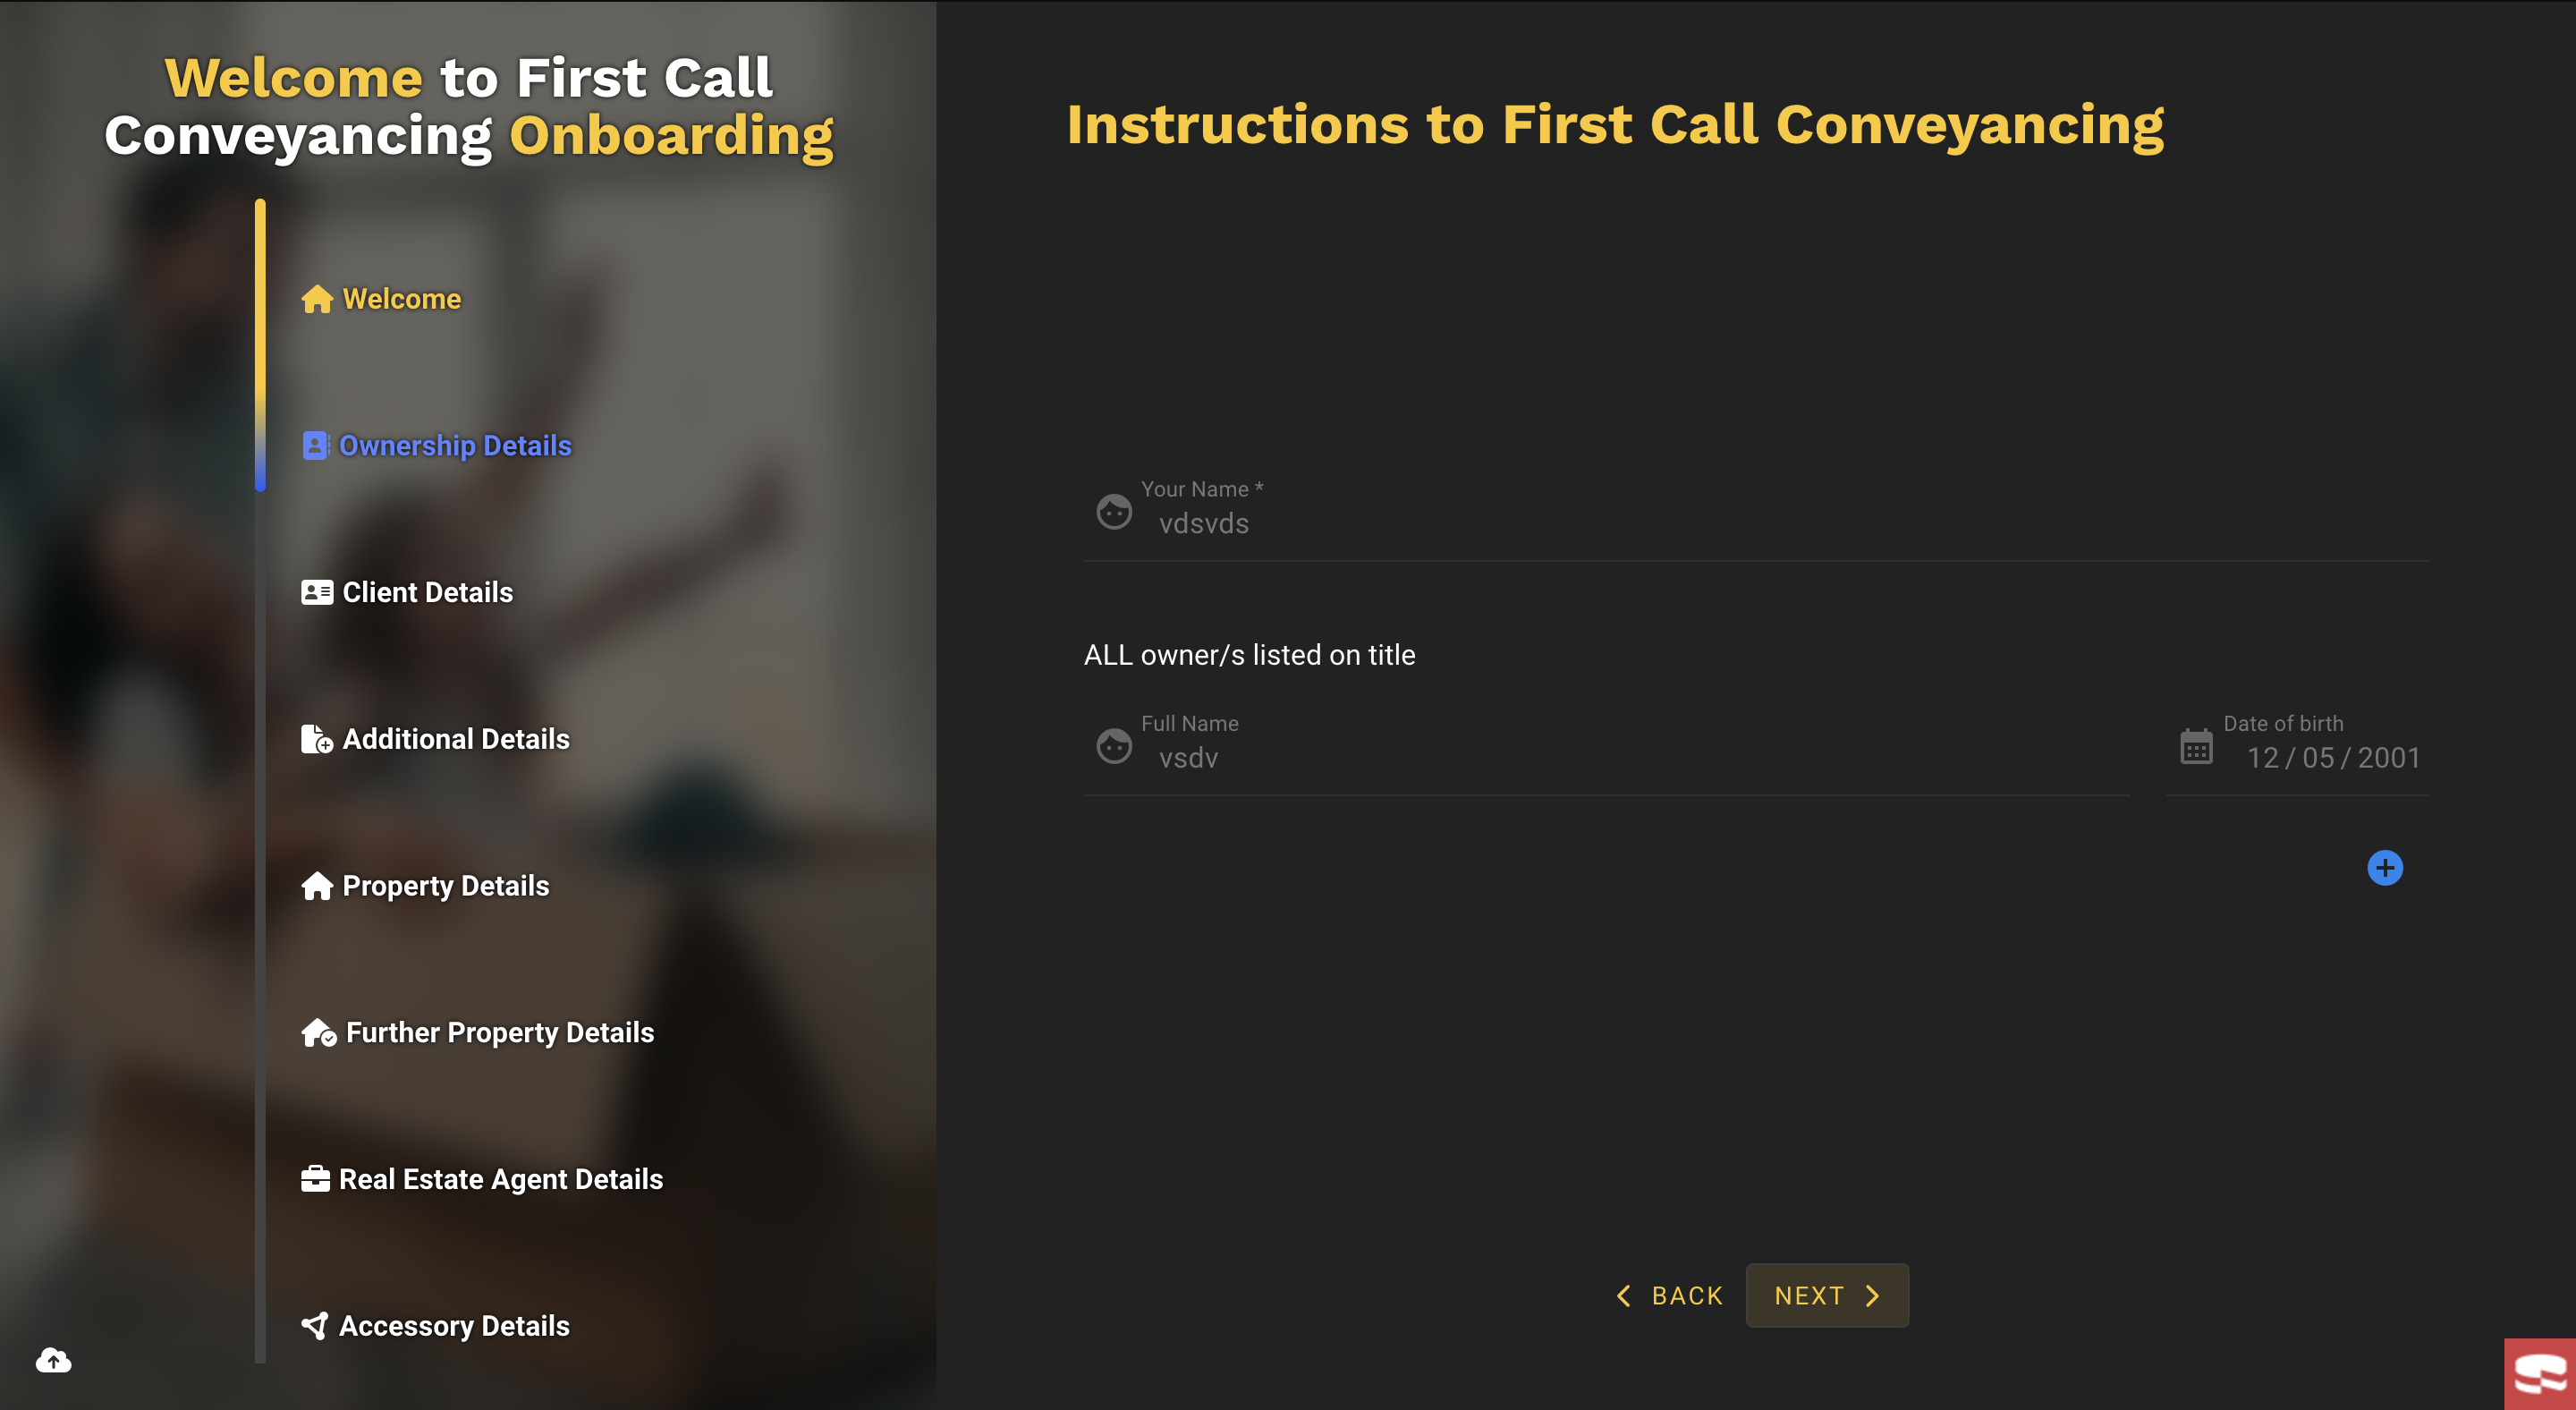 Welcome to First Call
Conveyancing Onboarding
Welcome
Ownership Details
Client Details
Additional Details
Property Details
Further Property Details
Real Estate Agent Details
Accessory Details
Instructions to First Call Conveyancing
Your Name *
vdsvds
ALL owner/s listed on title
Full Name
vsdv
Date of birth
12 / 05 / 2001
BACK
NEXT